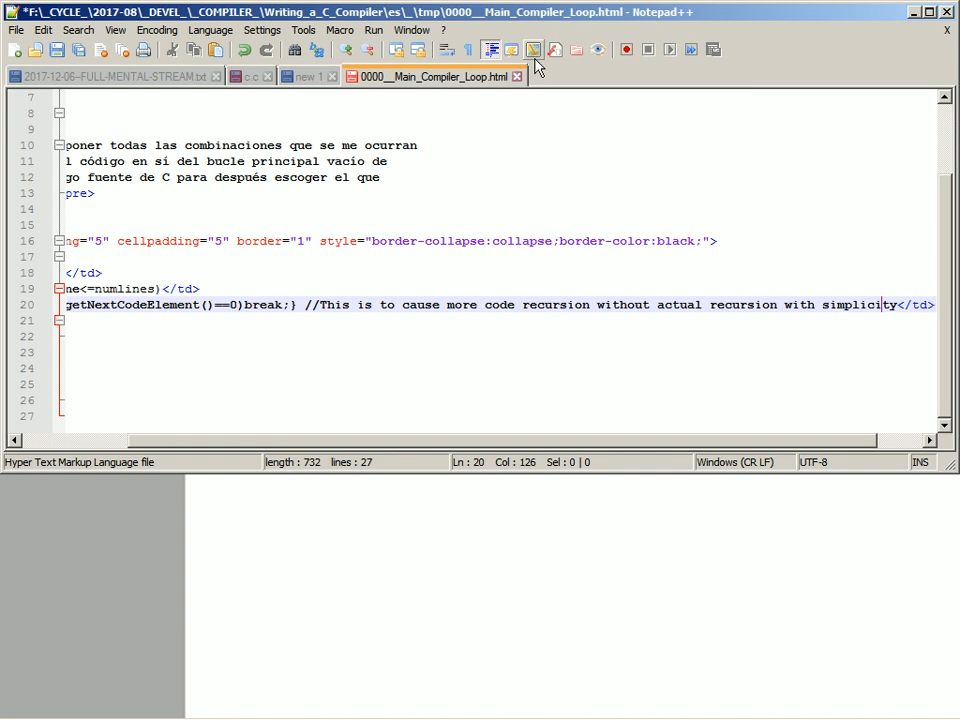 *F:\_CYCLE_\2017-08\_DEVEL_\_COMPILER_\Writing_a_C_Compiler\es\_\tmp\0000__Main_Compiler_Loop.html - Notepad++
File Edit Search View Encoding Language Settings Tools Macro Run Window ? X
2017-12-06--FULL-MENTAL-STREAM.txt c.c new 1 0000__Main_Compiler_Loop.html
7
8
9
10 poner todas las combinaciones que se me ocurran
11 l código en sí del bucle principal vacío de
12 go fuente de C para después escoger el que
13 pre>
14
15
16 ng="5" cellpadding="5" border="1" style="border-collapse:collapse;border-color:black;">
17
18 </td>
19 ne<=numlines)</td>
20 getNextCodeElement()==0)break;} //This is to cause more code recursion without actual recursion with simplicity</td>
21
22
23
24
25
26
27
Hyper Text Markup Language file length : 732 lines : 27 Ln : 20 Col : 126 Sel : 0 | 0 Windows (CR LF) UTF-8 INS